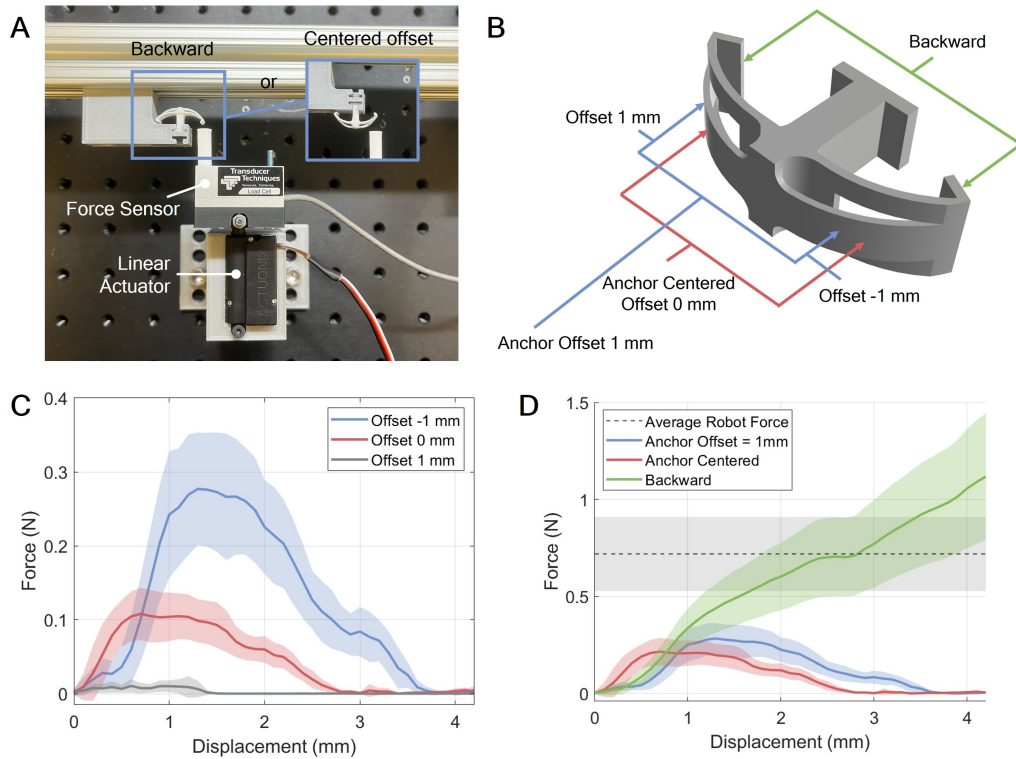 A
Backward
Centered offset
or
Transducer
Techniques
Load Cell
Force Sensor
Linear
Actuator
ACTUONIX
B
Backward
Offset 1 mm
Anchor Centered
Offset 0 mm
Offset -1 mm
Anchor Offset 1 mm
C
0.4
0.3
0.2
0.1
0
Force (N)
0 1 2 3 4
Displacement (mm)
Offset -1 mm
Offset 0 mm
Offset 1 mm
D
1.5
1
0.5
0
Force (N)
0 1 2 3 4
Displacement (mm)
Average Robot Force
Anchor Offset = 1mm
Anchor Centered
Backward